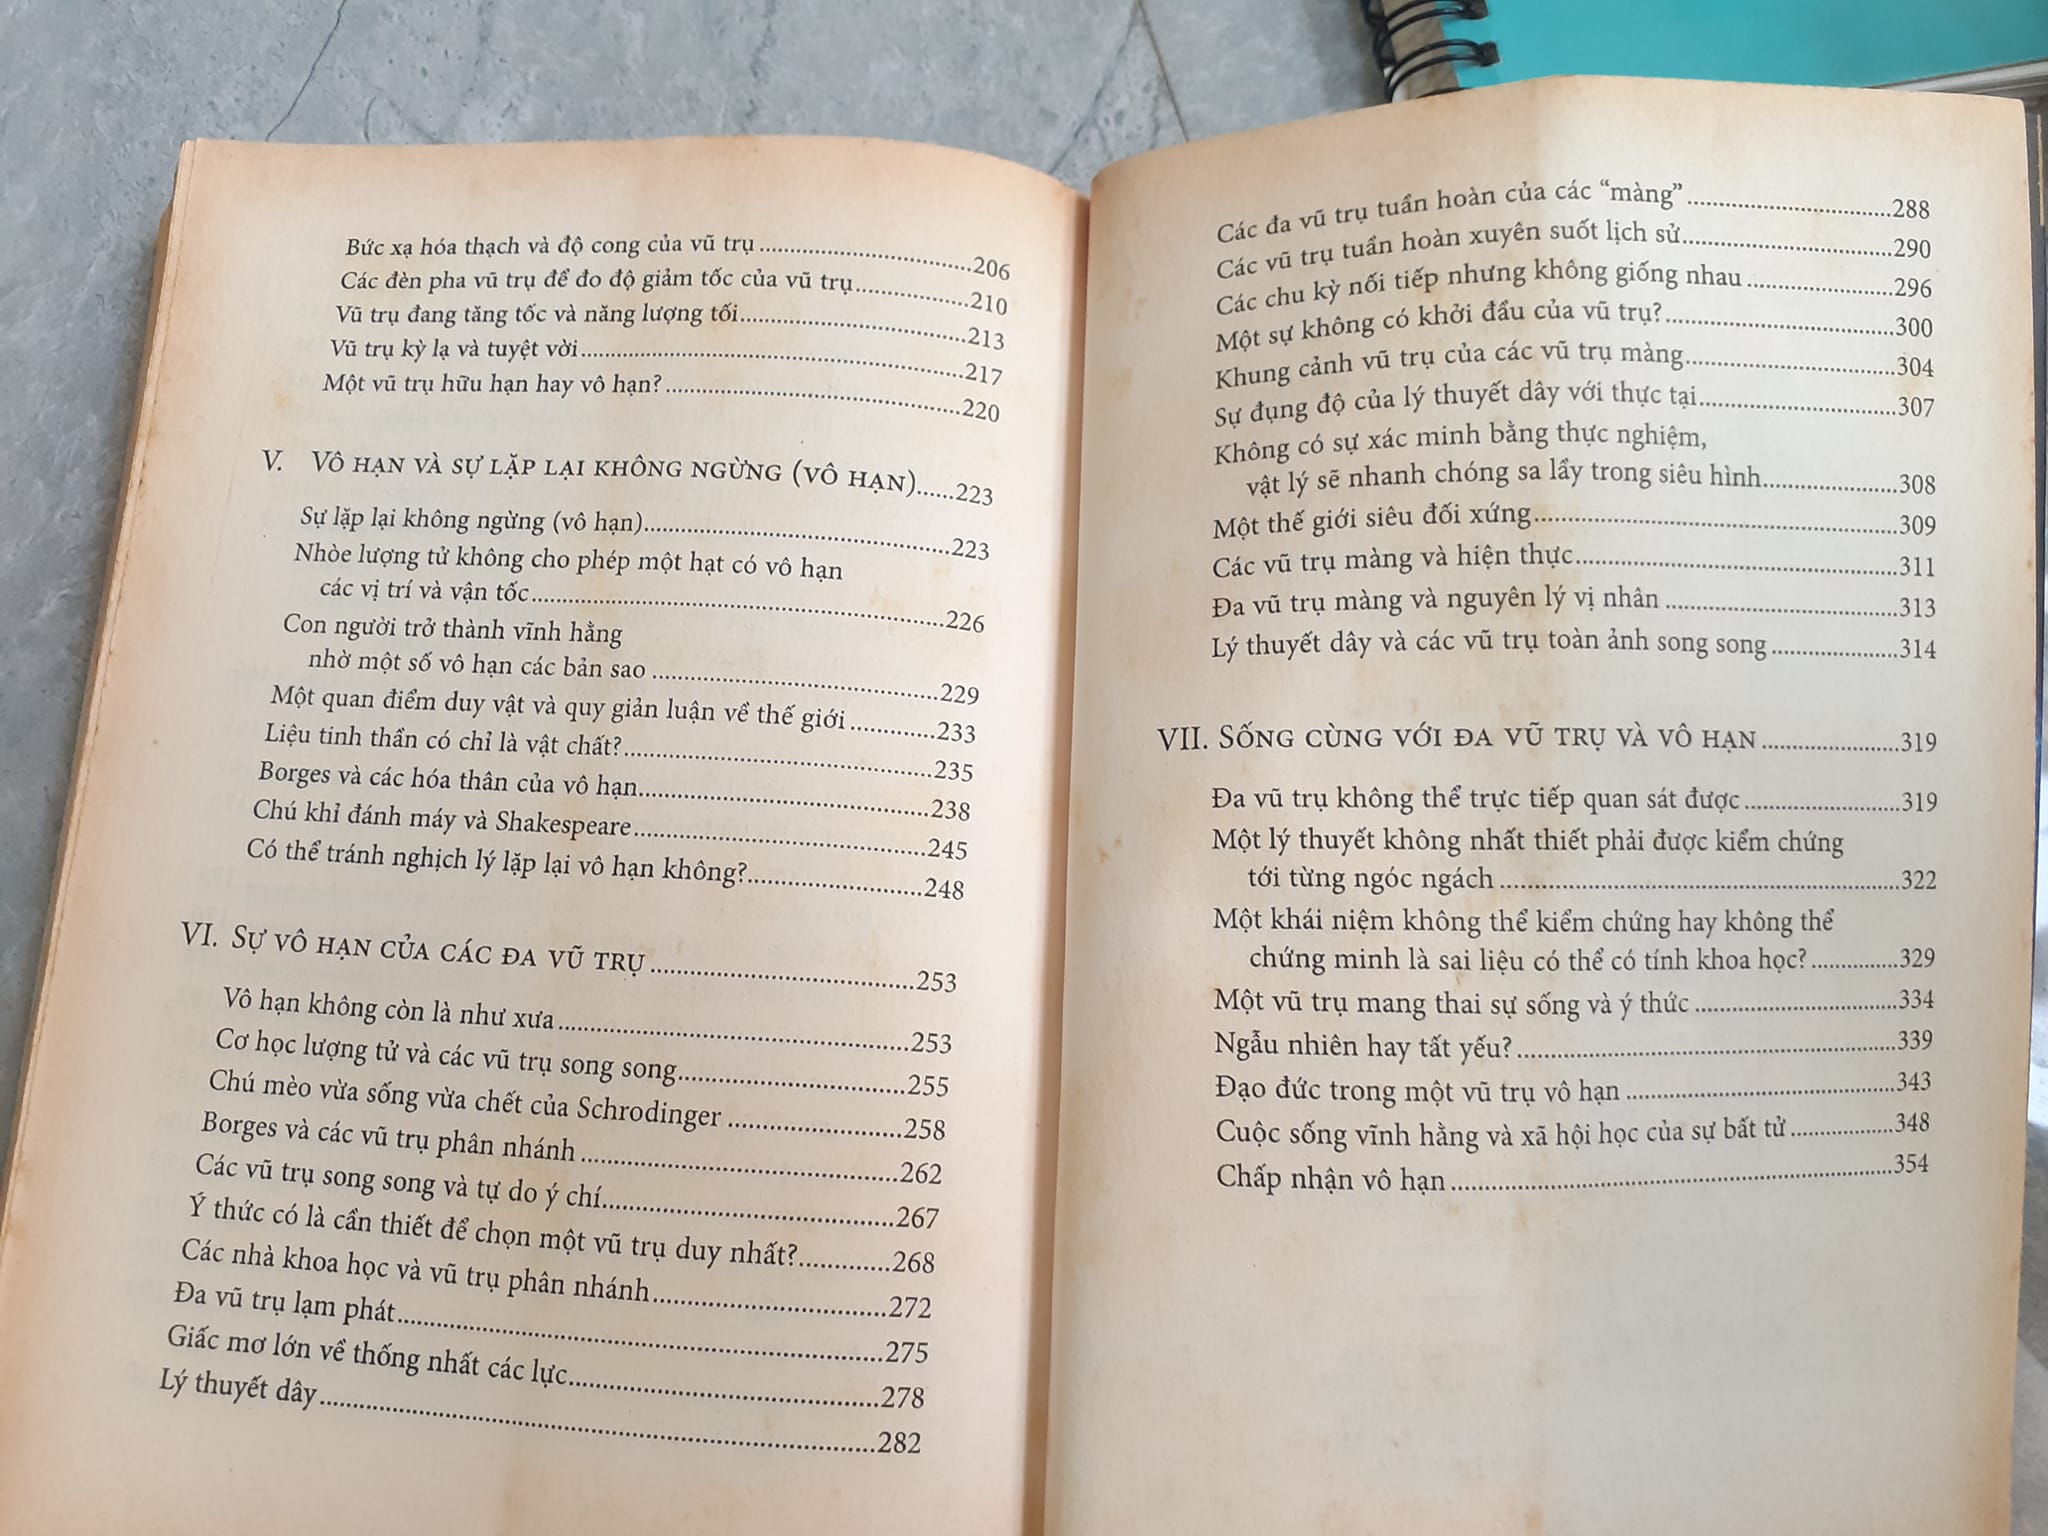 Bức xạ hóa thạch và độ cong của vũ trụ ........206
Các đèn pha vũ trụ để đo độ giảm tốc của vũ trụ........210
Vũ trụ đang tăng tốc và năng lượng tối........213
Vũ trụ kỳ lạ và tuyệt vời........217
Một vũ trụ hữu hạn hay vô hạn?........220
V. VÔ HẠN VÀ SỰ LẶP LẠI KHÔNG NGỪNG (VÔ HẠN)......223
Sự lặp lại không ngừng (vô hạn)........223
Nhòe lượng tử không cho phép một hạt có vô hạn
các vị trí và vận tốc........226
Con người trở thành vĩnh hằng
nhờ một số vô hạn các bản sao ........229
Một quan điểm duy vật và quy giản luận về thế giới ........233
Liệu tinh thần có chỉ là vật chất?........235
Borges và các hóa thân của vô hạn........238
Chú khỉ đánh máy và Shakespeare........245
Có thể tránh nghịch lý lặp lại vô hạn không?........248
VI. SỰ VÔ HẠN CỦA CÁC ĐA VŨ TRỤ ........253
Vô hạn không còn là như xưa ........253
Cơ học lượng tử và các vũ trụ song song........255
Chú mèo vừa sống vừa chết của Schrodinger ........258
Borges và các vũ trụ phân nhánh ........262
Các vũ trụ song song và tự do ý chí........267
Ý thức có là cần thiết để chọn một vũ trụ duy nhất?........268
Các nhà khoa học và vũ trụ phân nhánh ........272
Đa vũ trụ lạm phát........275
Giấc mơ lớn về thống nhất các lực........278
Lý thuyết dây ........282
Các đa vũ trụ tuần hoàn của các “màng” ........288
Các vũ trụ tuần hoàn xuyên suốt lịch sử........290
Các chu kỳ nối tiếp nhưng không giống nhau ........296
Một sự không có khởi đầu của vũ trụ?........300
Khung cảnh vũ trụ của các vũ trụ màng........304
Sự đụng độ của lý thuyết dây với thực tại........307
Không có sự xác minh bằng thực nghiệm,
vật lý sẽ nhanh chóng sa lầy trong siêu hình........308
Một thế giới siêu đối xứng........309
Các vũ trụ màng và hiện thực........311
Đa vũ trụ màng và nguyên lý vị nhân ........313
Lý thuyết dây và các vũ trụ toàn ảnh song song ........314
VII. SỐNG CÙNG VỚI ĐA VŨ TRỤ VÀ VÔ HẠN ........319
Đa vũ trụ không thể trực tiếp quan sát được ........319
Một lý thuyết không nhất thiết phải được kiểm chứng
tới từng ngóc ngách ........322
Một khái niệm không thể kiểm chứng hay không thể
chứng minh là sai liệu có thể có tính khoa học? ........329
Một vũ trụ mang thai sự sống và ý thức ........334
Ngẫu nhiên hay tất yếu?........339
Đạo đức trong một vũ trụ vô hạn ........343
Cuộc sống vĩnh hằng và xã hội học của sự bất tử ........348
Chấp nhận vô hạn ........354